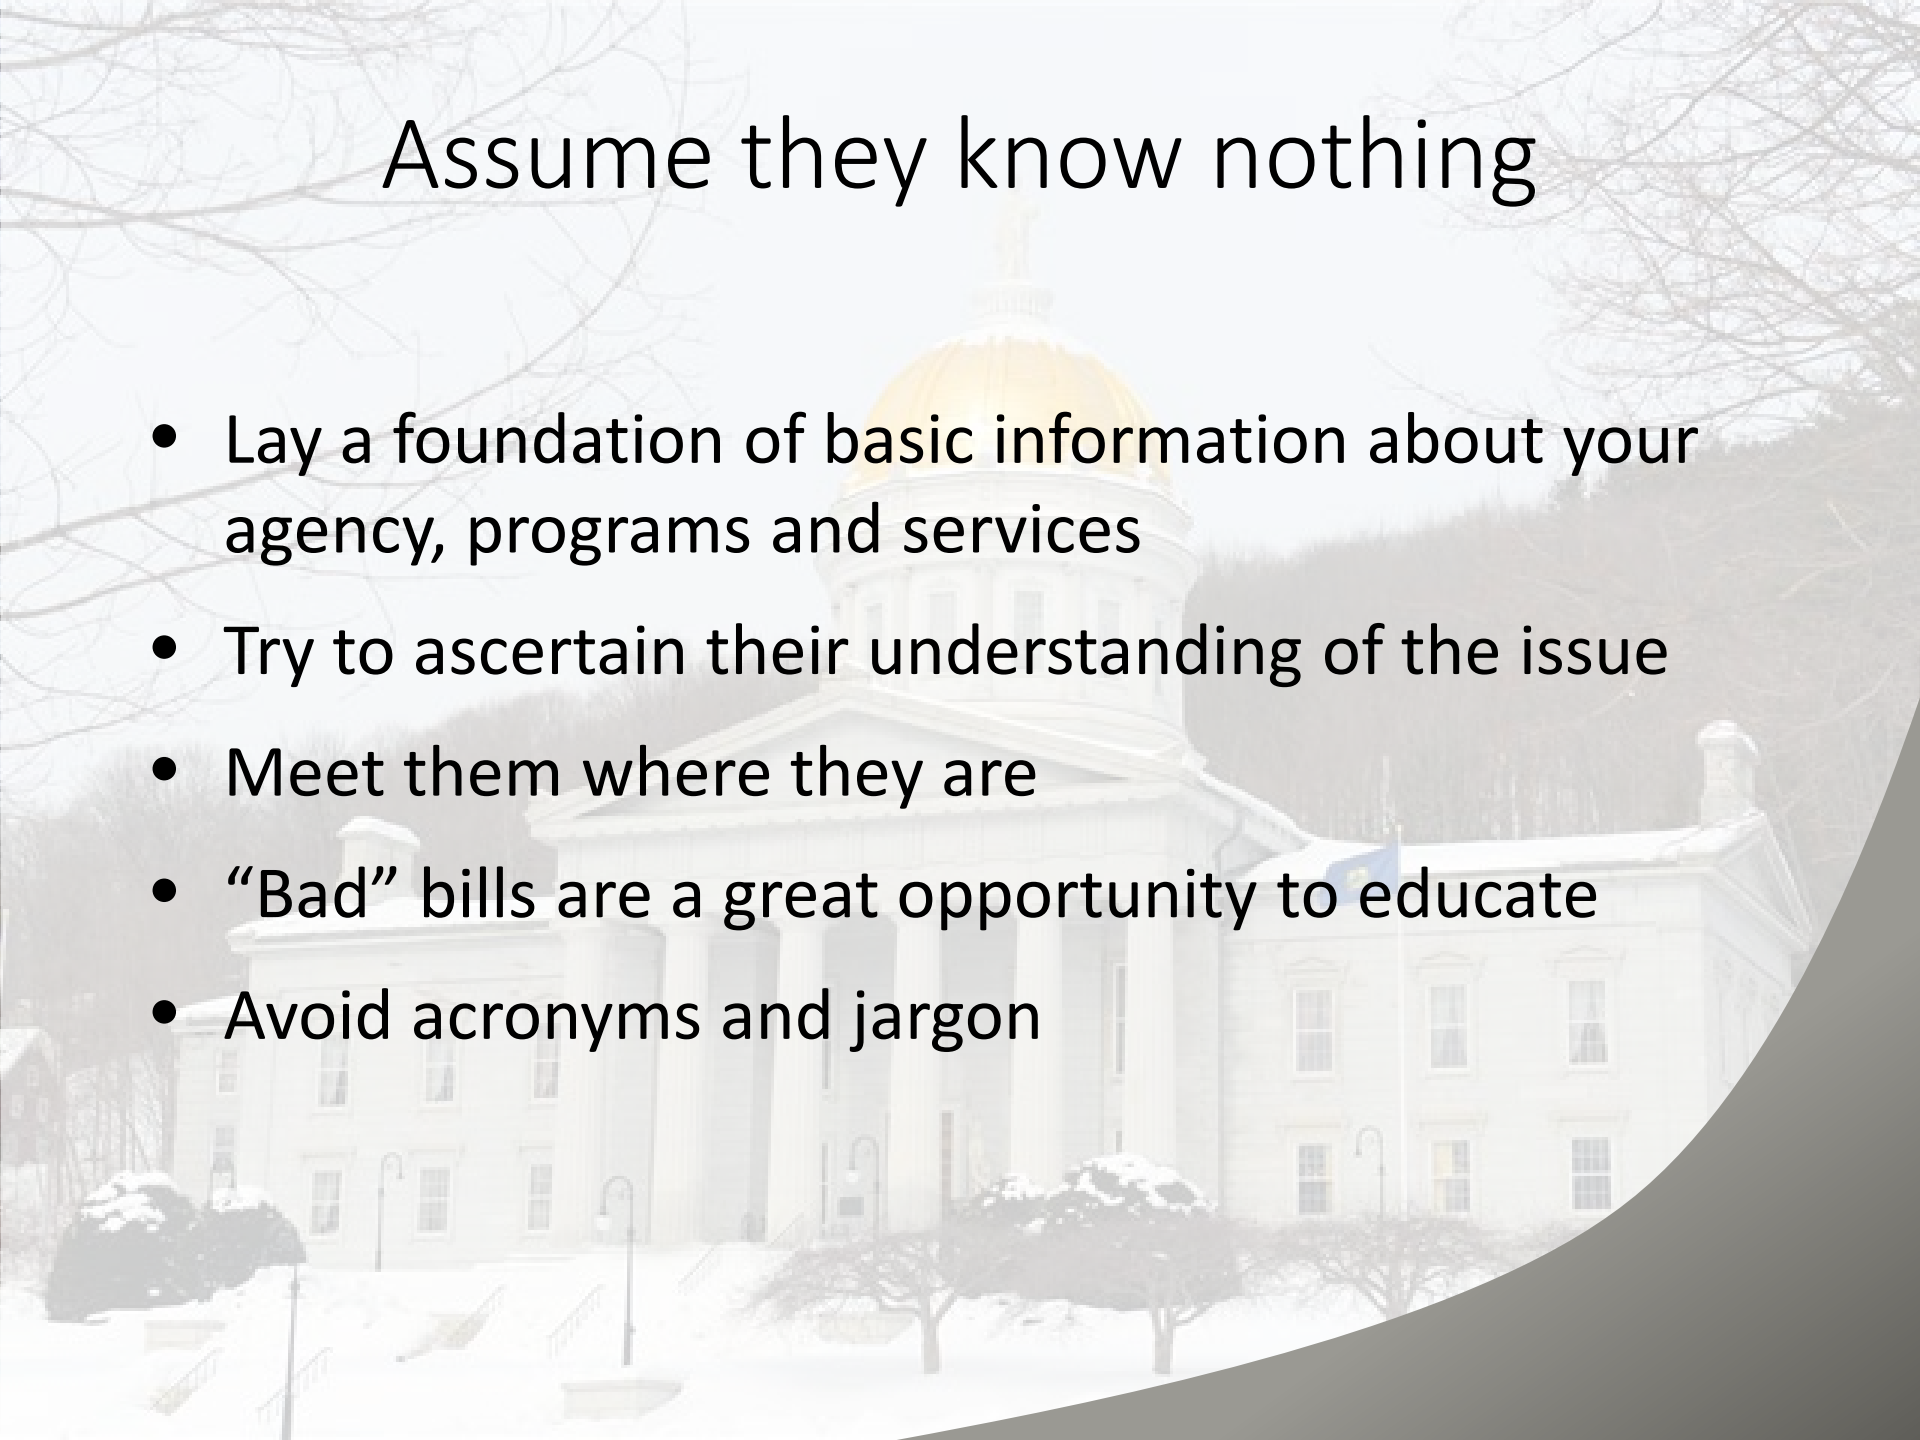 Assume they know nothing
• Lay a foundation of basic information about your
agency, programs and services
• Try to ascertain their understanding of the issue
• Meet them where they are
• “Bad” bills are a great opportunity to educate
• Avoid acronyms and jargon